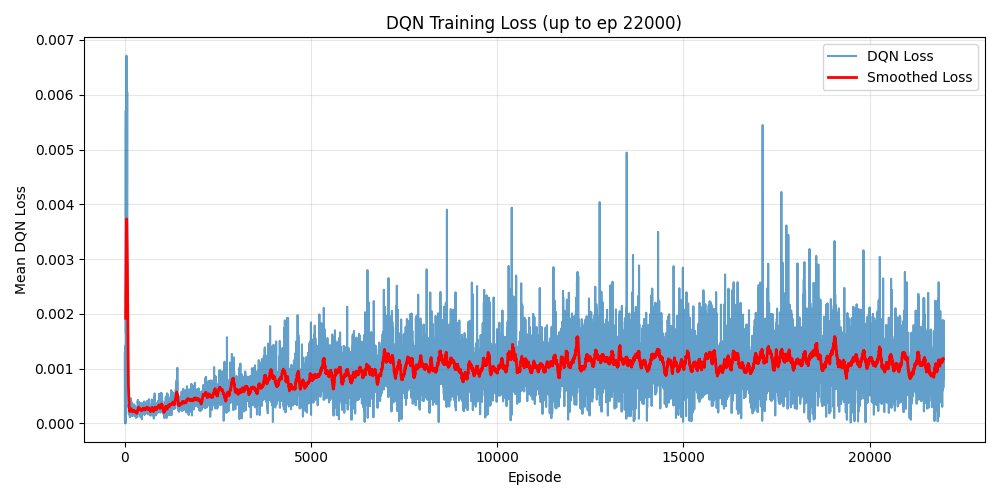 DQN Training Loss (up to ep 22000)
0.007
0.006
0.005
0.004
0.003
0.002
0.001
0.000
Mean DQN Loss
DQN Loss
Smoothed Loss
0
5000
10000
15000
20000
Episode